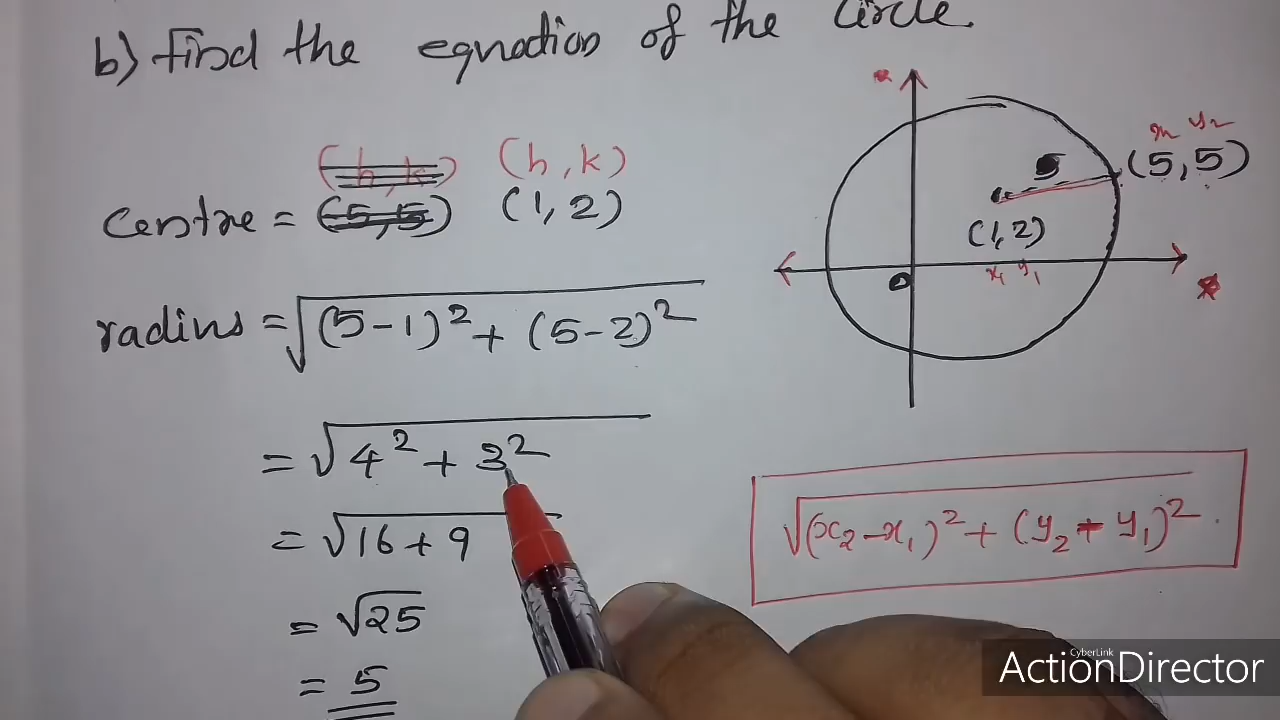 b) Find the equation of the circle
(h, k) (h, k)
Centre = (5, 5) (1, 2)
x2 y2
(5, 5)
5
(1, 2)
x1 y1
0
radius = √(5-1)² + (5-2)²
= √4² + 3²
= √16 + 9
= √25
= 5
√(x₂-x₁)² + (y₂-y₁)²
CyberLink
ActionDirector